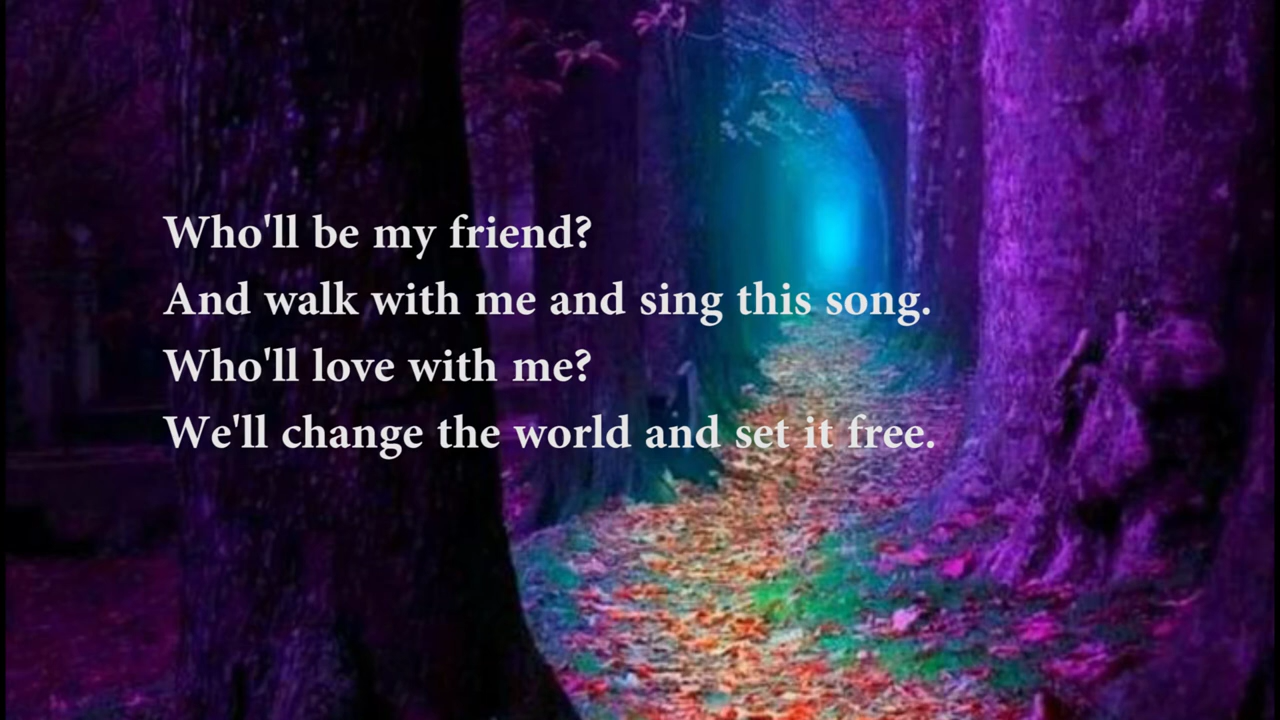 Who'll be my friend?
And walk with me and sing this song.
Who'll love with me?
We'll change the world and set it free.